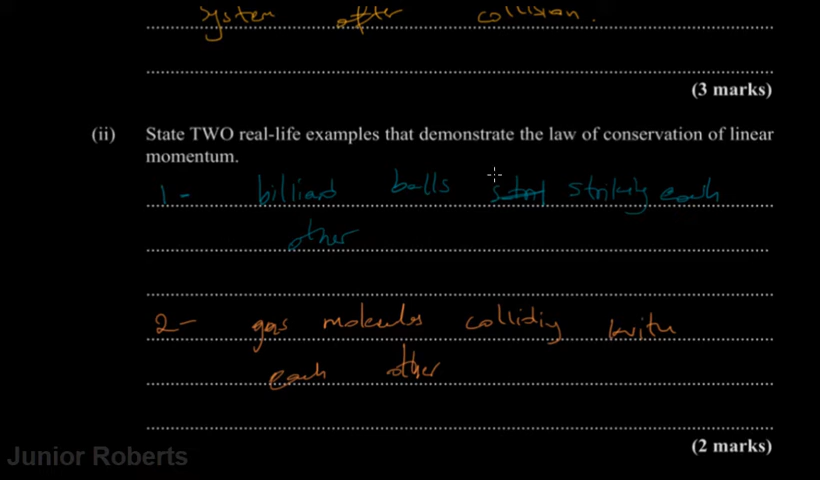 system after collision.
(3 marks)
(ii) State TWO real-life examples that demonstrate the law of conservation of linear
momentum.
1- billiard balls striking each
other
2- gas molecules colliding with
each other
(2 marks)
Junior Roberts